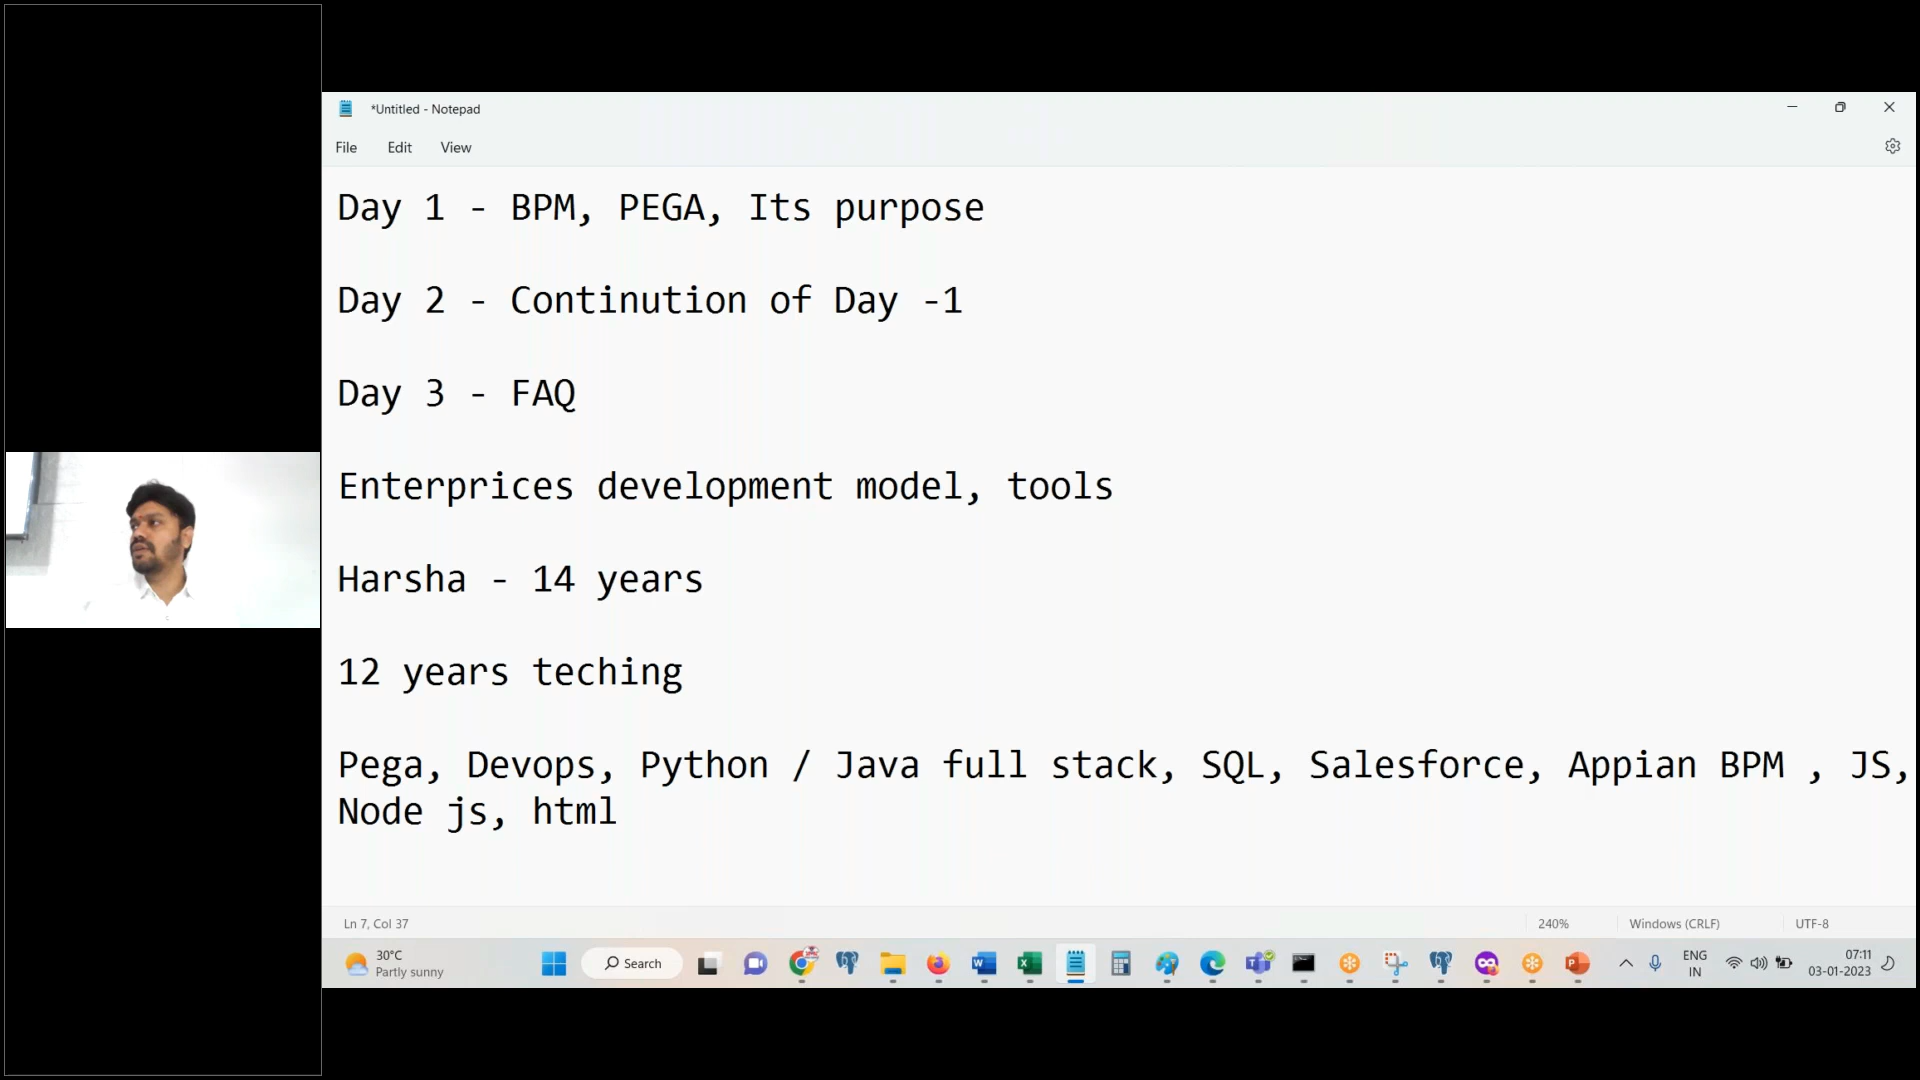 *Untitled - Notepad
File Edit View
Day 1 - BPM, PEGA, Its purpose
Day 2 - Continution of Day -1
Day 3 - FAQ
Enterprices development model, tools
Harsha - 14 years
12 years teching
Pega, Devops, Python / Java full stack, SQL, Salesforce, Appian BPM , JS,
Node js, html
Ln 7, Col 37 240% Windows (CRLF) UTF-8
30°C
Partly sunny
Search
ENG
IN
07:11
03-01-2023